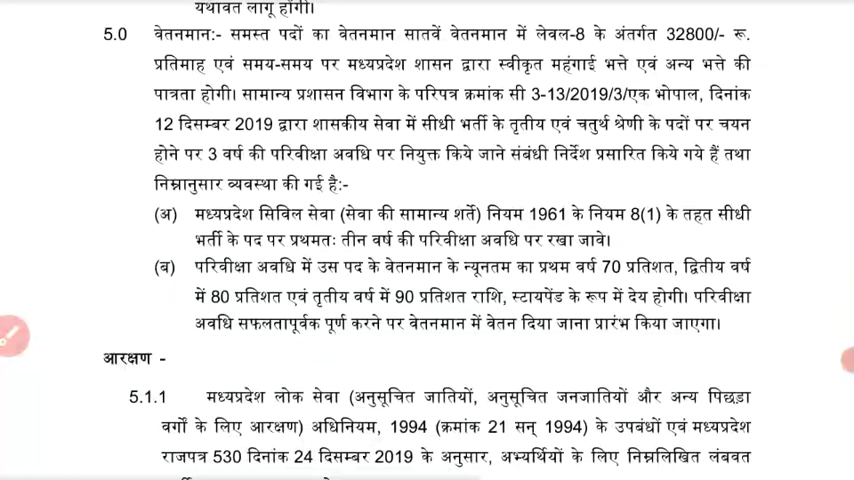 यथावत लागू होंगी।
5.0 वेतनमान:- समस्त पदों का वेतनमान सातवें वेतनमान में लेवल-8 के अंतर्गत 32800/- रू.
प्रतिमाह एवं समय-समय पर मध्यप्रदेश शासन द्वारा स्वीकृत महंगाई भत्ते एवं अन्य भत्ते की
पात्रता होगी। सामान्य प्रशासन विभाग के परिपत्र क्रमांक सी 3-13/2019/3/एक भोपाल, दिनांक
12 दिसम्बर 2019 द्वारा शासकीय सेवा में सीधी भर्ती के तृतीय एवं चतुर्थ श्रेणी के पदों पर चयन
होने पर 3 वर्ष की परिवीक्षा अवधि पर नियुक्त किये जाने संबंधी निर्देश प्रसारित किये गये हैं तथा
निम्नानुसार व्यवस्था की गई है:-
(अ) मध्यप्रदेश सिविल सेवा (सेवा की सामान्य शर्ते) नियम 1961 के नियम 8(1) के तहत सीधी
भर्ती के पद पर प्रथमतः तीन वर्ष की परिवीक्षा अवधि पर रखा जावे।
(ब) परिवीक्षा अवधि में उस पद के वेतनमान के न्यूनतम का प्रथम वर्ष 70 प्रतिशत, द्वितीय वर्ष
में 80 प्रतिशत एवं तृतीय वर्ष में 90 प्रतिशत राशि, स्टायपेंड के रूप में देय होगी। परिवीक्षा
अवधि सफलतापूर्वक पूर्ण करने पर वेतनमान में वेतन दिया जाना प्रारंभ किया जाएगा।
आरक्षण -
5.1.1 मध्यप्रदेश लोक सेवा (अनुसूचित जातियों, अनुसूचित जनजातियों और अन्य पिछड़ा
वर्गों के लिए आरक्षण) अधिनियम, 1994 (क्रमांक 21 सन् 1994) के उपबंधों एवं मध्यप्रदेश
राजपत्र 530 दिनांक 24 दिसम्बर 2019 के अनुसार, अभ्यर्थियों के लिए निम्नलिखित लंबवत